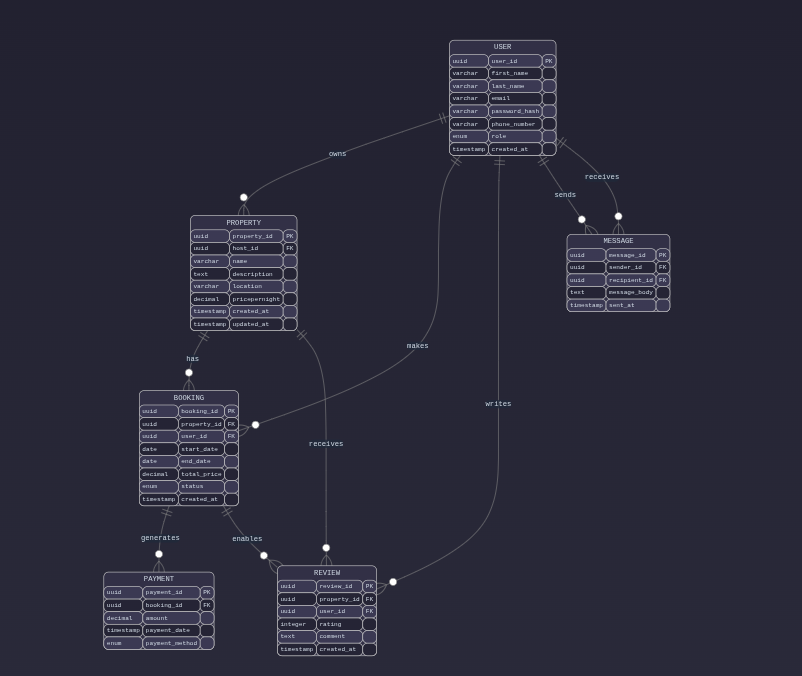 USER
uuid user_id PK
varchar first_name
varchar last_name
varchar email
varchar password_hash
varchar phone_number
enum role
timestamp created_at
owns
receives
sends
PROPERTY
uuid property_id PK
uuid host_id FK
varchar name
text description
varchar location
decimal pricepernight
timestamp created_at
timestamp updated_at
MESSAGE
uuid message_id PK
uuid sender_id FK
uuid recipient_id FK
text message_body
timestamp sent_at
makes
has
BOOKING
uuid booking_id PK
uuid property_id FK
uuid user_id FK
date start_date
date end_date
decimal total_price
enum status
timestamp created_at
writes
receives
generates
enables
PAYMENT
uuid payment_id PK
uuid booking_id FK
decimal amount
timestamp payment_date
enum payment_method
REVIEW
uuid review_id PK
uuid property_id FK
uuid user_id FK
integer rating
text comment
timestamp created_at